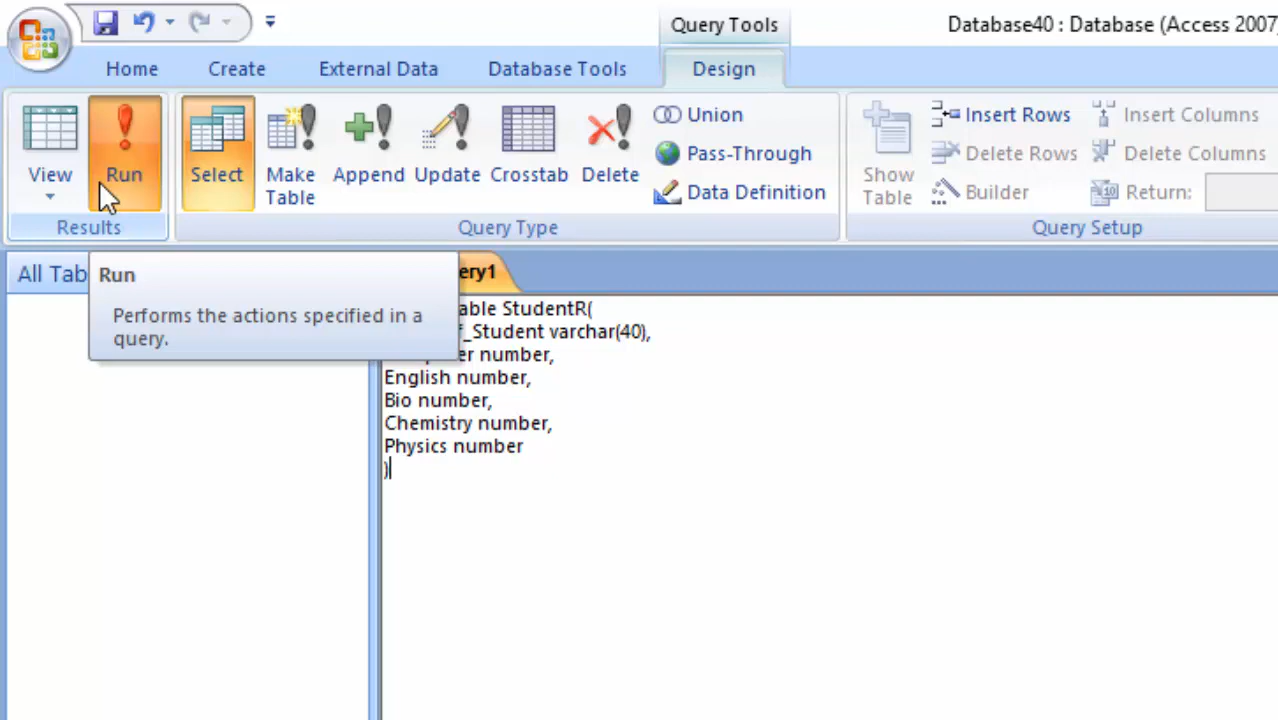 Query Tools
Database40 : Database (Access 2007
Home Create External Data Database Tools Design
View Run Select Make Table Append Update Crosstab Delete
Union
Pass-Through
Data Definition
Show Table
Insert Rows
Delete Rows
Builder
Insert Columns
Delete Columns
Return:
Results Query Type Query Setup
All Tab
ery1
Run
Performs the actions specified in a
query.
able StudentR(
f_Student varchar(40),
er number,
English number,
Bio number,
Chemistry number,
Physics number
)